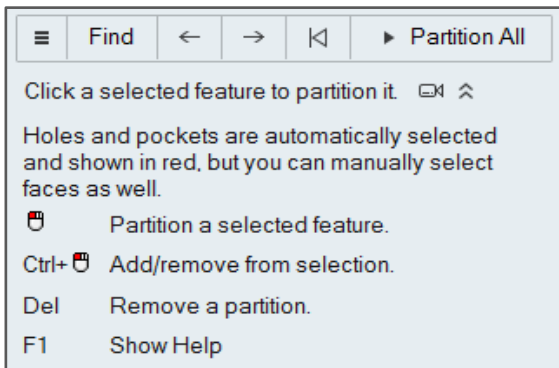 Find Partition All
Click a selected feature to partition it.
Holes and pockets are automatically selected
and shown in red, but you can manually select
faces as well.
Partition a selected feature.
Ctrl+ Add/remove from selection.
Del Remove a partition.
F1 Show Help